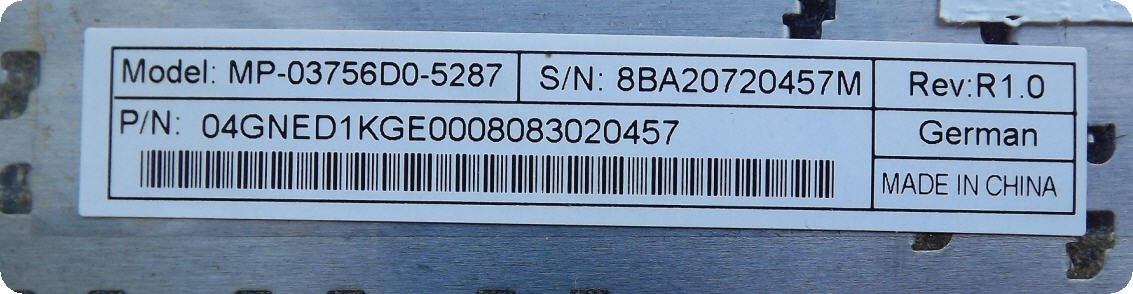 Model: MP-03756D0-5287
S/N: 8BA20720457M
Rev:R1.0
P/N: 04GNED1KGE0008083020457
German
MADE IN CHINA